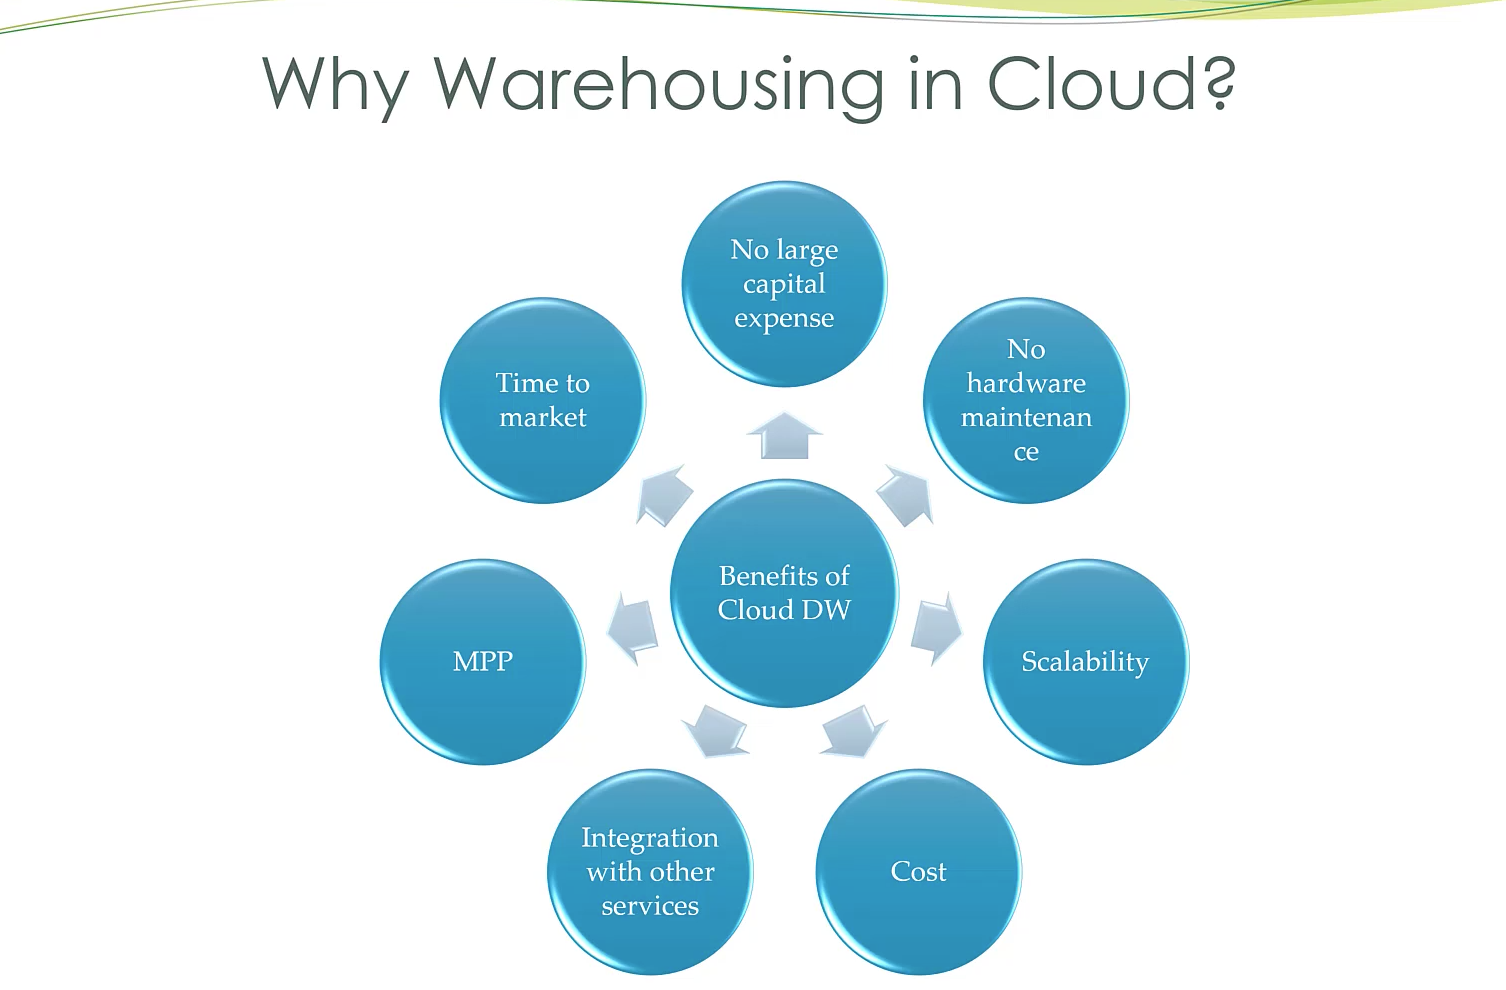 Why Warehousing in Cloud?
No large
capital
expense
No
hardware
maintenan
ce
Scalability
Cost
Integration
with other
services
MPP
Time to
market
Benefits of
Cloud DW